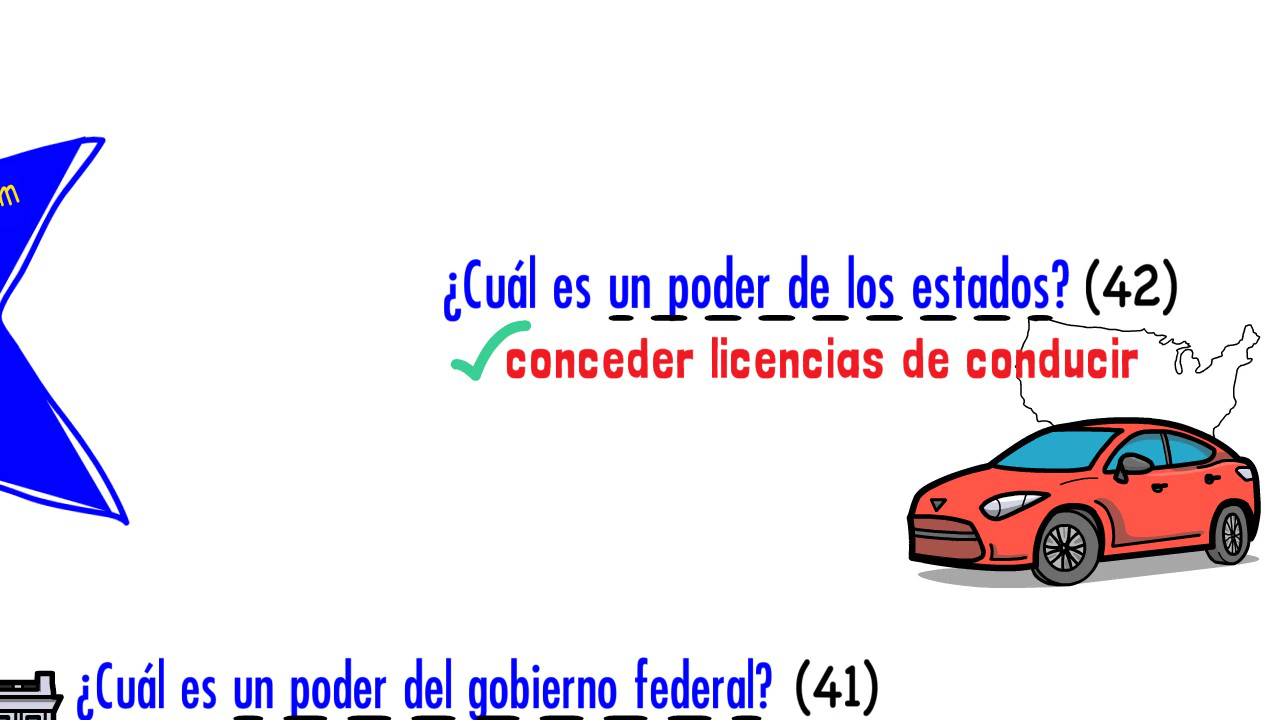 ¿Cuál es un poder de los estados? (42)
conceder licencias de conducir
¿Cuál es un poder del gobierno federal? (41)